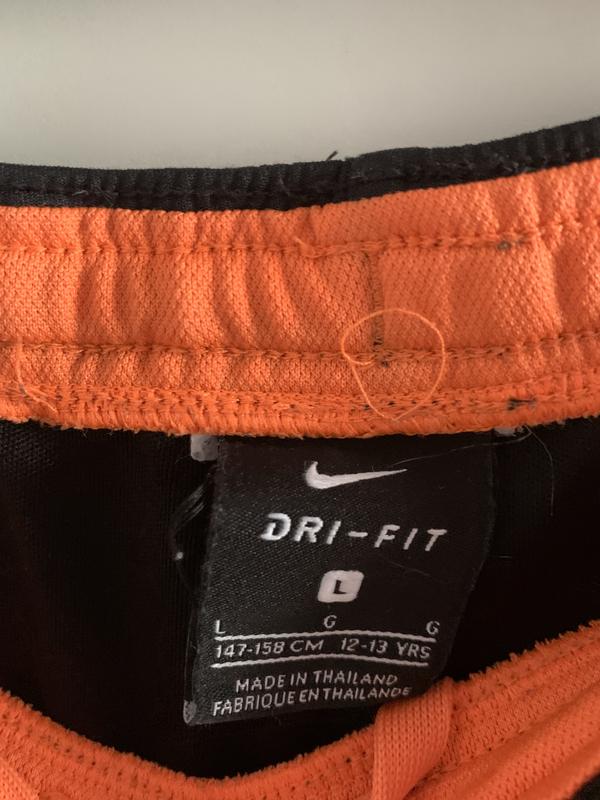 DRI-FIT
L
L G G
147-158 CM 12-13 YRS
MADE IN THAILAND
FABRIQUE EN THAILANDE